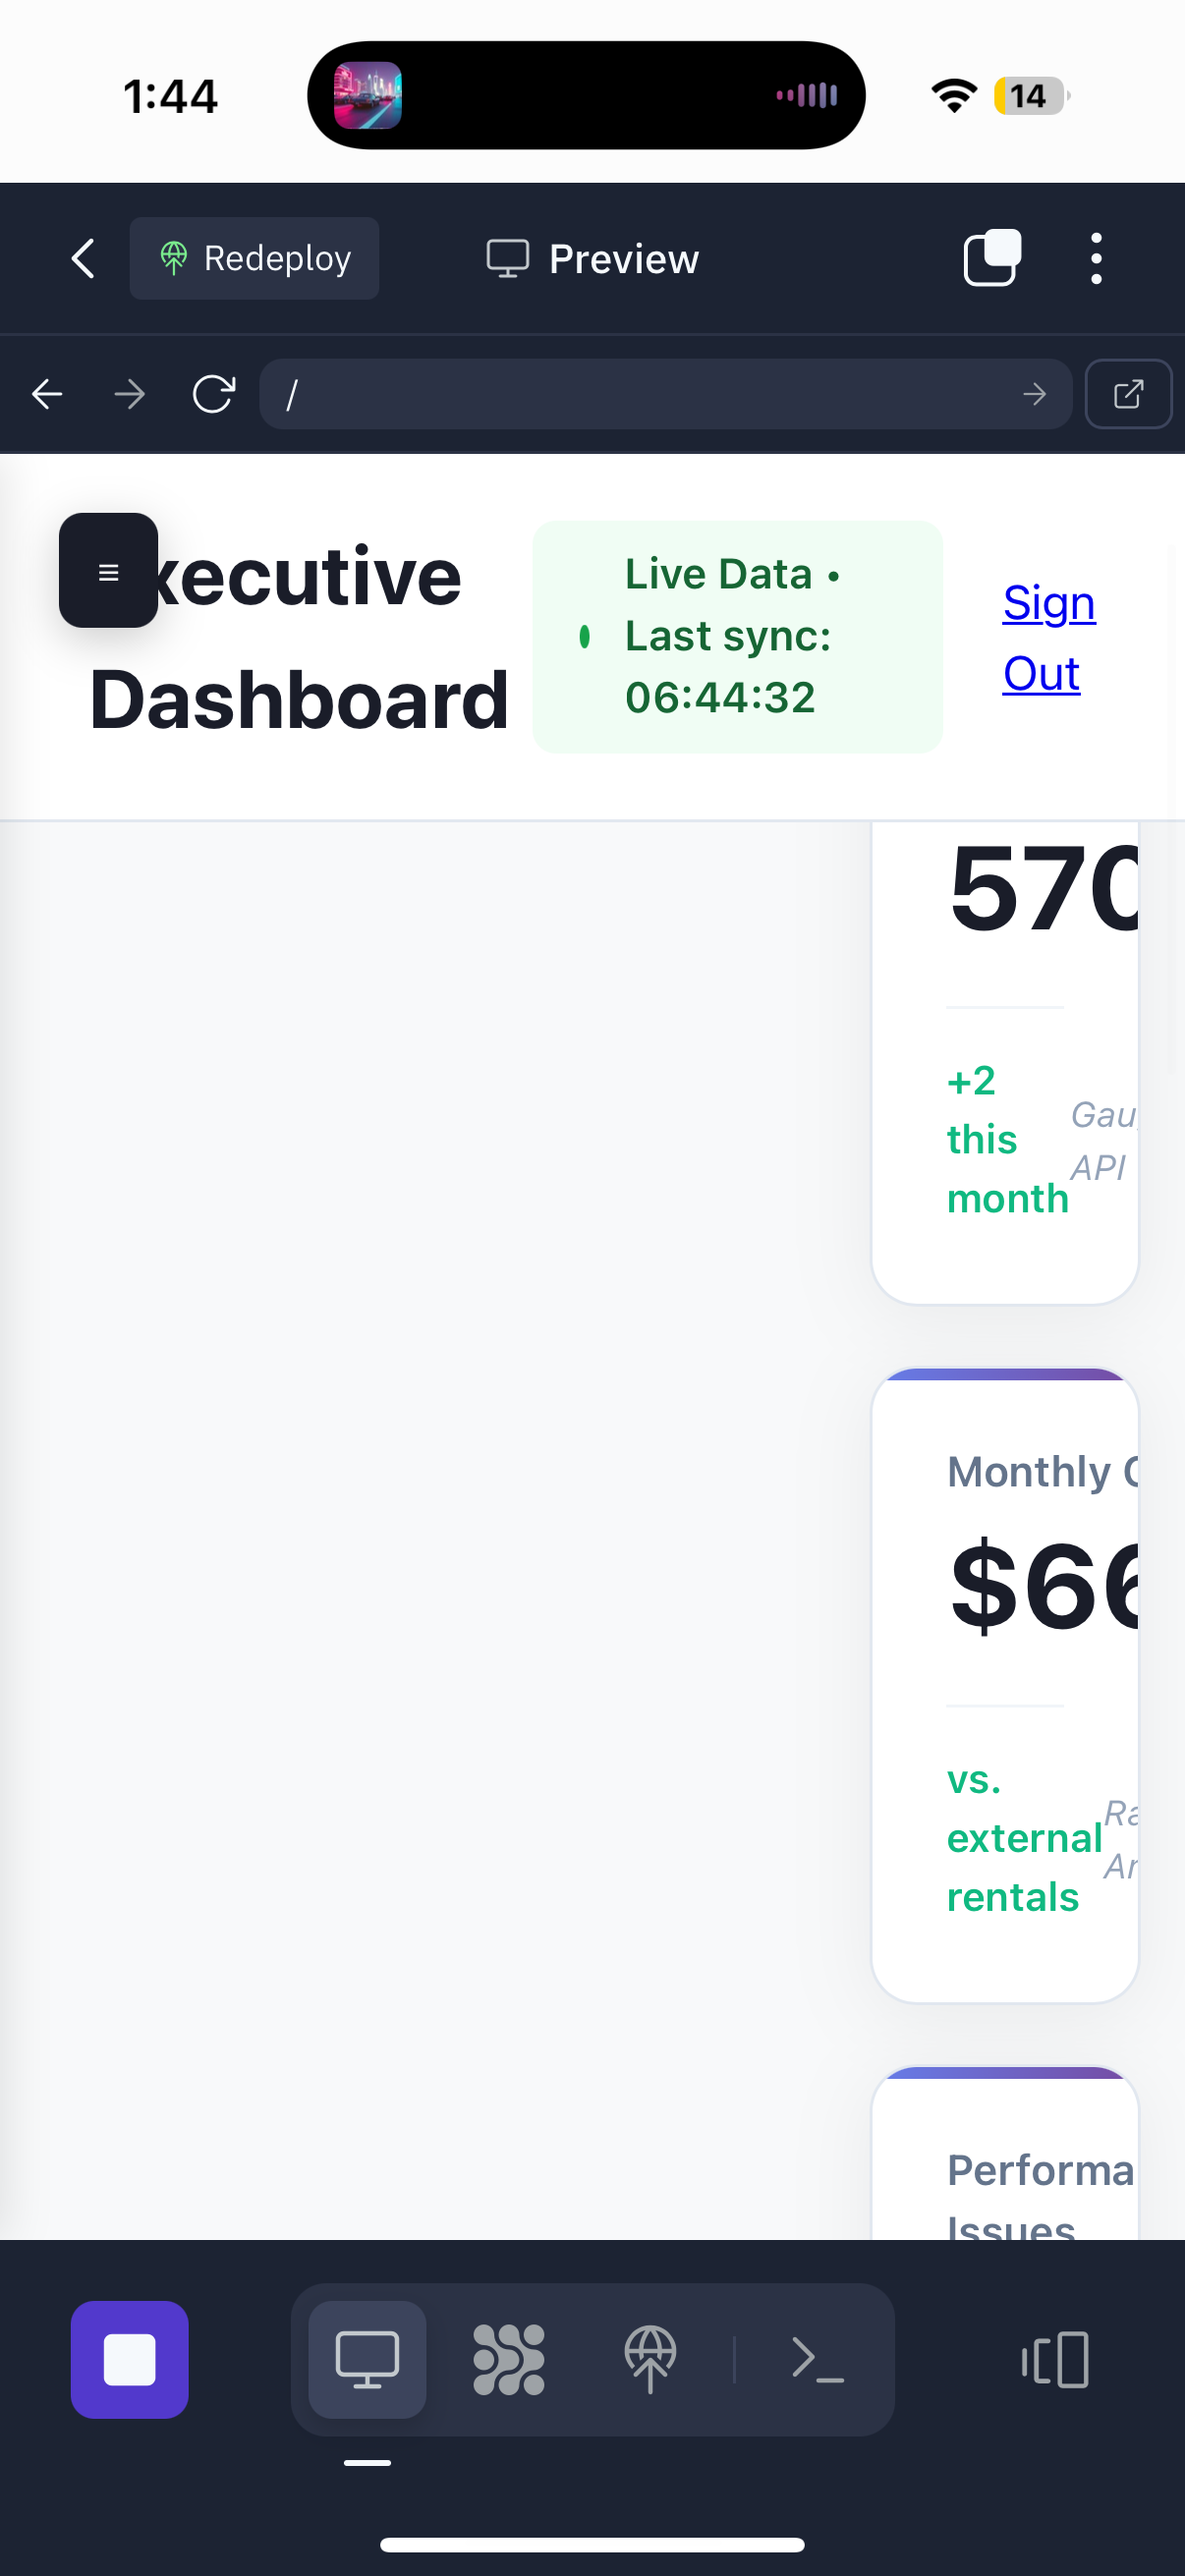 1:44
14
Redeploy
Preview
/
xecutive
Dashboard
Live Data •
Last sync:
06:44:32
Sign
Out
570
+2
this
month
Gau
API
Monthly
$66
vs.
external
rentals
Ra
Performa
Issues